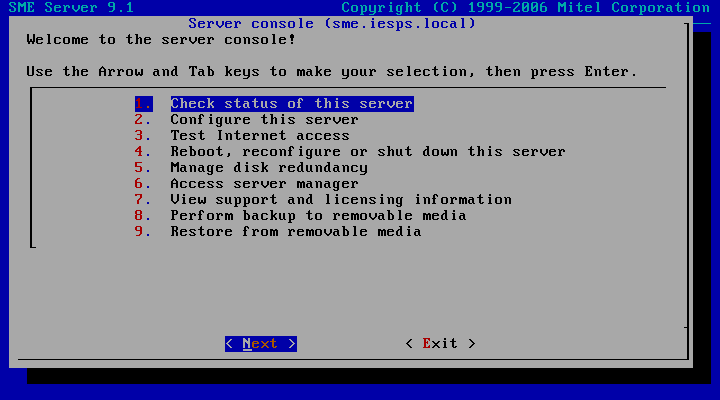 SME Server 9.1 Copyright (C) 1999-2006 Mitel Corporation
Server console (sme.iesps.local)
Welcome to the server console!
Use the Arrow and Tab keys to make your selection, then press Enter.
1. Check status of this server
2. Configure this server
3. Test Internet access
4. Reboot, reconfigure or shut down this server
5. Manage disk redundancy
6. Access server manager
7. View support and licensing information
8. Perform backup to removable media
9. Restore from removable media
< Next > < Exit >